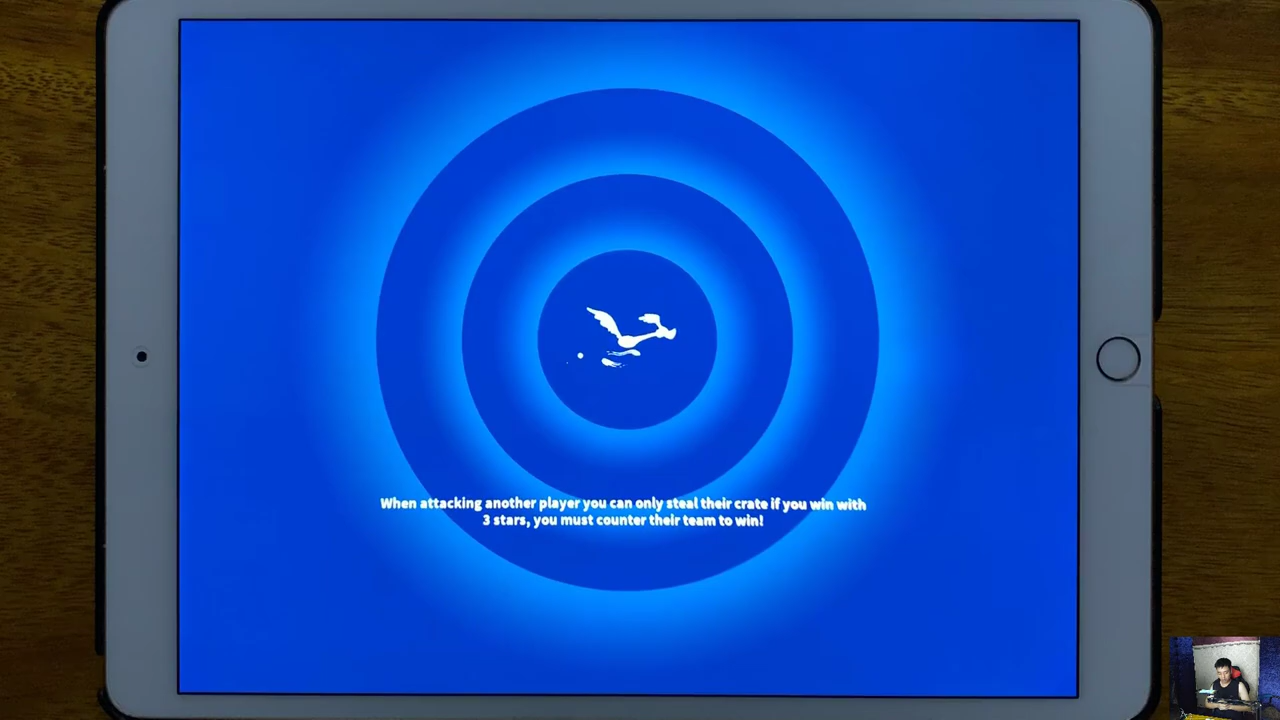 When attacking another player you can only steal their crate if you win with
3 stars, you must counter their team to win!